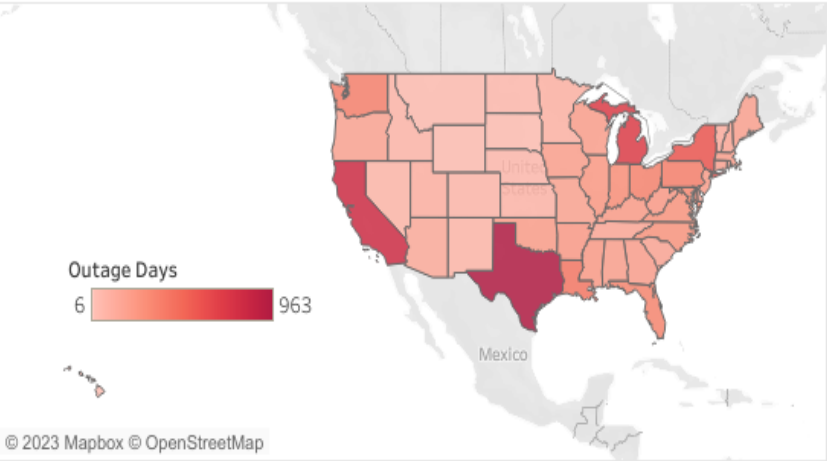 United
States
Outage Days
6 963
Mexico
© 2023 Mapbox © OpenStreetMap